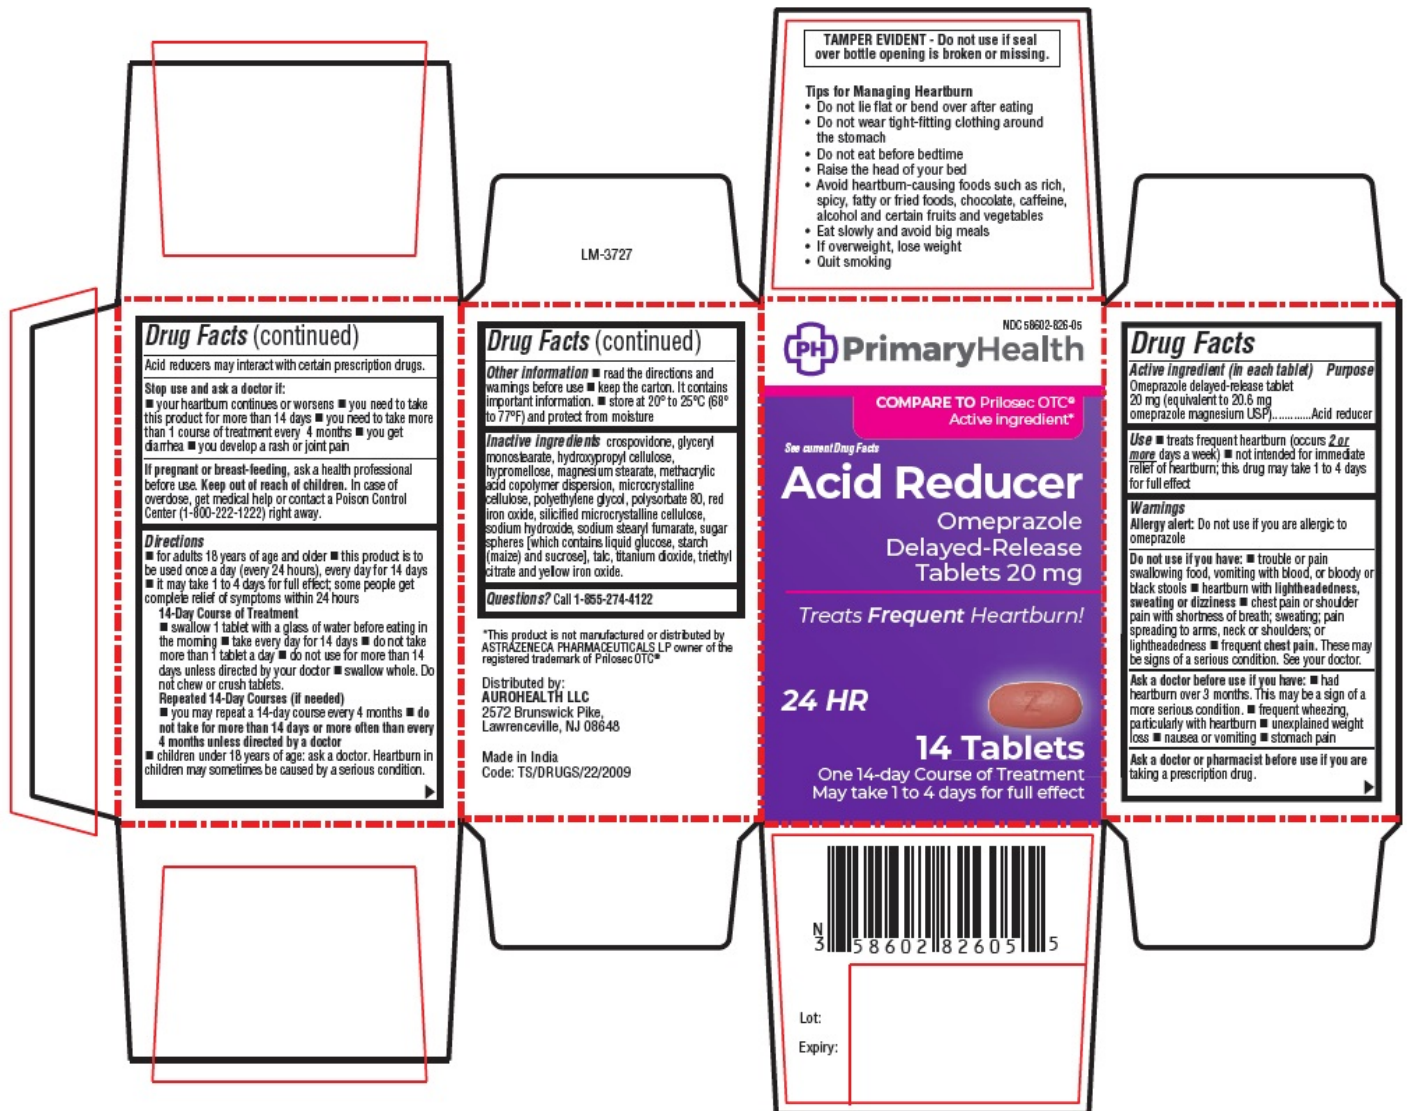 TAMPER EVIDENT - Do not use if seal
over bottle opening is broken or missing.
Tips for Managing Heartburn
• Do not lie flat or bend over after eating
• Do not wear tight-fitting clothing around
the stomach
• Do not eat before bedtime
• Raise the head of your bed
• Avoid heartburn-causing foods such as rich,
spicy, fatty or fried foods, chocolate, caffeine,
alcohol and certain fruits and vegetables
• Eat slowly and avoid big meals
• If overweight, lose weight
• Quit smoking
LM-3727
Drug Facts (continued)
Acid reducers may interact with certain prescription drugs.
Stop use and ask a doctor if:
■ your heartburn continues or worsens ■ you need to take
this product for more than 14 days ■ you need to take more
than 1 course of treatment every 4 months ■ you get
diarrhea ■ you develop a rash or joint pain
If pregnant or breast-feeding, ask a health professional
before use. Keep out of reach of children. In case of
overdose, get medical help or contact a Poison Control
Center (1-800-222-1222) right away.
Directions
■ for adults 18 years of age and older ■ this product is to
be used once a day (every 24 hours), every day for 14 days
■ it may take 1 to 4 days for full effect; some people get
complete relief of symptoms within 24 hours
14-Day Course of Treatment
■ swallow 1 tablet with a glass of water before eating in
the morning ■ take every day for 14 days ■ do not take
more than 1 tablet a day ■ do not use for more than 14
days unless directed by your doctor ■ swallow whole. Do
not chew or crush tablets.
Repeated 14-Day Courses (if needed)
■ you may repeat a 14-day course every 4 months ■ do
not take for more than 14 days or more often than every
4 months unless directed by a doctor
■ children under 18 years of age: ask a doctor. Heartburn in
children may sometimes be caused by a serious condition.
Drug Facts (continued)
Other information ■ read the directions and
warnings before use ■ keep the carton. It contains
important information. ■ store at 20° to 25°C (68°
to 77°F) and protect from moisture
Inactive ingredients crospovidone, glyceryl
monostearate, hydroxypropyl cellulose,
hypromellose, magnesium stearate, methacrylic
acid copolymer dispersion, microcrystalline
cellulose, polyethylene glycol, polysorbate 80, red
iron oxide, silicified microcrystalline cellulose,
sodium hydroxide, sodium stearyl fumarate, sugar
spheres [which contains liquid glucose, starch
(maize) and sucrose], talc, titanium dioxide, triethyl
citrate and yellow iron oxide.
Questions? Call 1-855-274-4122
*This product is not manufactured or distributed by
ASTRAZENECA PHARMACEUTICALS LP owner of the
registered trademark of Prilosec OTC®
Distributed by:
AUROHEALTH LLC
2572 Brunswick Pike,
Lawrenceville, NJ 08648
Made in India
Code: TS/DRUGS/22/2009
NDC 58602-826-05
PH PrimaryHealth
COMPARE TO Prilosec OTC®
Active ingredient*
See current Drug Facts
Acid Reducer
Omeprazole
Delayed-Release
Tablets 20 mg
Treats Frequent Heartburn!
24 HR
Z
14 Tablets
One 14-day Course of Treatment
May take 1 to 4 days for full effect
Drug Facts
Active ingredient (in each tablet) Purpose
Omeprazole delayed-release tablet
20 mg (equivalent to 20.6 mg
omeprazole magnesium USP)............Acid reducer
Use ■ treats frequent heartburn (occurs 2 or
more days a week) ■ not intended for immediate
relief of heartburn; this drug may take 1 to 4 days
for full effect
Warnings
Allergy alert: Do not use if you are allergic to
omeprazole
Do not use if you have: ■ trouble or pain
swallowing food, vomiting with blood, or bloody or
black stools ■ heartburn with lightheadedness,
sweating or dizziness ■ chest pain or shoulder
pain with shortness of breath; sweating; pain
spreading to arms, neck or shoulders; or
lightheadedness ■ frequent chest pain. These may
be signs of a serious condition. See your doctor.
Ask a doctor before use if you have: ■ had
heartburn over 3 months. This may be a sign of a
more serious condition. ■ frequent wheezing,
particularly with heartburn ■ unexplained weight
loss ■ nausea or vomiting ■ stomach pain
Ask a doctor or pharmacist before use if you are
taking a prescription drug.
N
3 58602 82605 5
Lot:
Expiry: